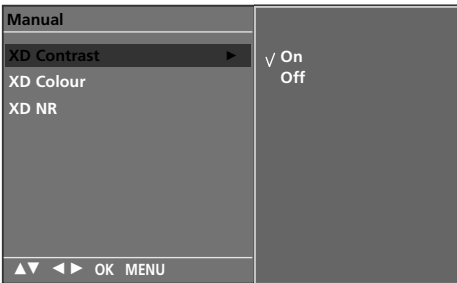 Manual
XD Contrast ►
XD Colour
XD NR
√ On
Off
▲▼ ◄► OK MENU